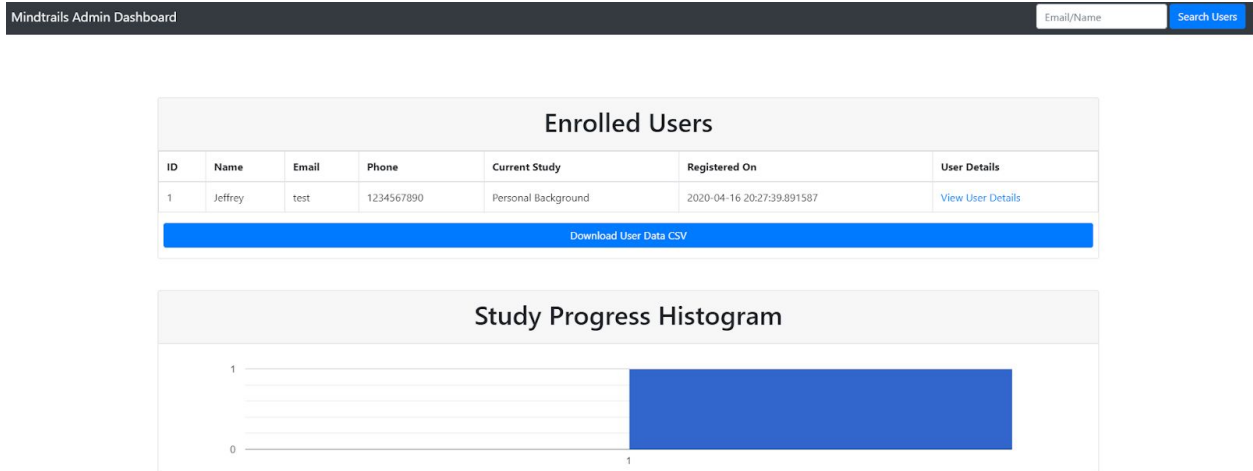 Mindtrails Admin Dashboard Email/Name Search Users
Enrolled Users
ID Name Email Phone Current Study Registered On User Details
1 Jeffrey test 1234567890 Personal Background 2020-04-16 20:27:39.891587 View User Details
Download User Data CSV
Study Progress Histogram
1
0
1